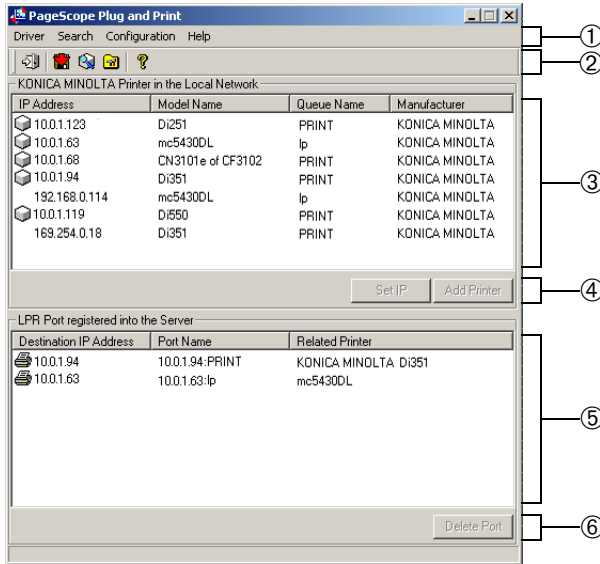 PageScope Plug and Print
Driver Search Configuration Help
①
②
KONICA MINOLTA Printer in the Local Network
IP Address Model Name Queue Name Manufacturer
10.0.1.123 Di251 PRINT KONICA MINOLTA
10.0.1.63 mc5430DL lp KONICA MINOLTA
10.0.1.68 CN3101e of CF3102 PRINT KONICA MINOLTA
10.0.1.94 Di351 PRINT KONICA MINOLTA
192.168.0.114 mc5430DL lp KONICA MINOLTA
10.0.1.119 Di550 PRINT KONICA MINOLTA
169.254.0.18 Di351 PRINT KONICA MINOLTA
③
Set IP Add Printer
④
LPR Port registered into the Server
Destination IP Address Port Name Related Printer
10.0.1.94 10.0.1.94:PRINT KONICA MINOLTA Di351
10.0.1.63 10.0.1.63:lp mc5430DL
⑤
Delete Port
⑥